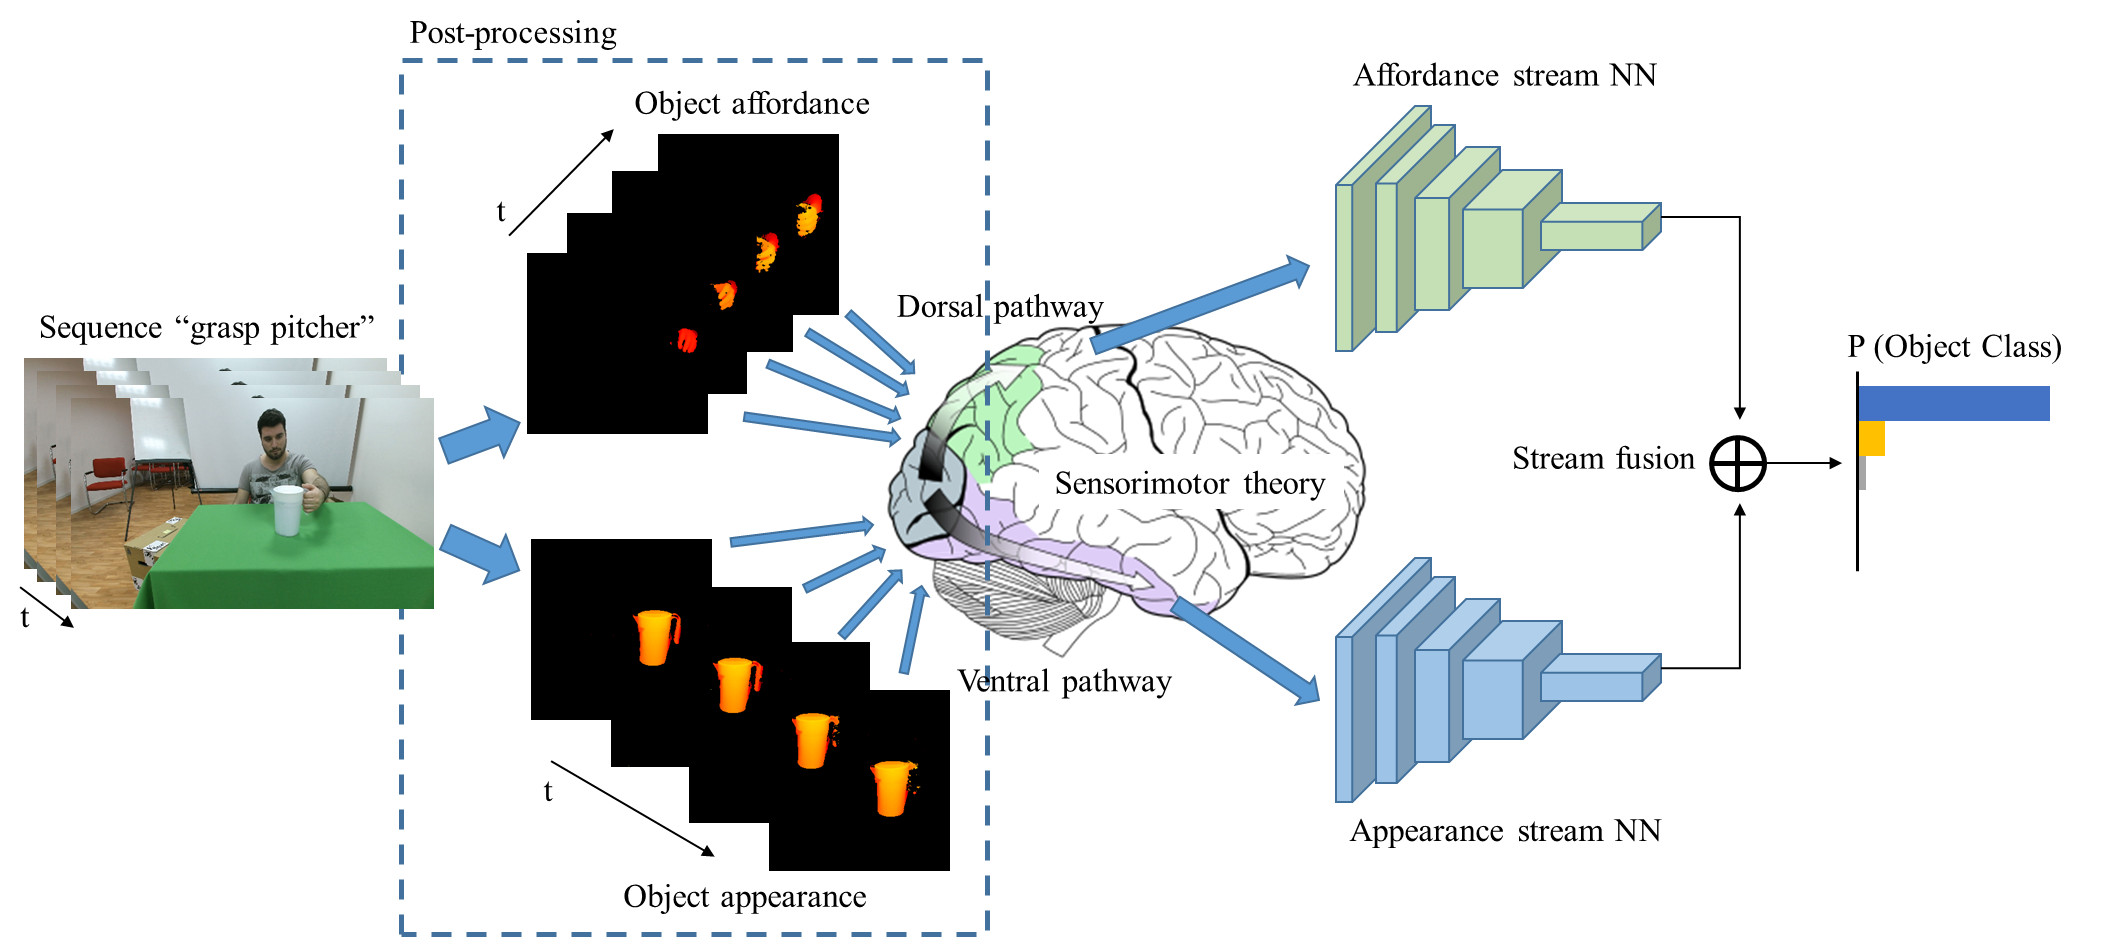 Post-processing
Object affordance
t
Sequence “grasp pitcher”
t
t
Object appearance
Dorsal pathway
Sensorimotor theory
Ventral pathway
Affordance stream NN
Stream fusion
Appearance stream NN
P (Object Class)